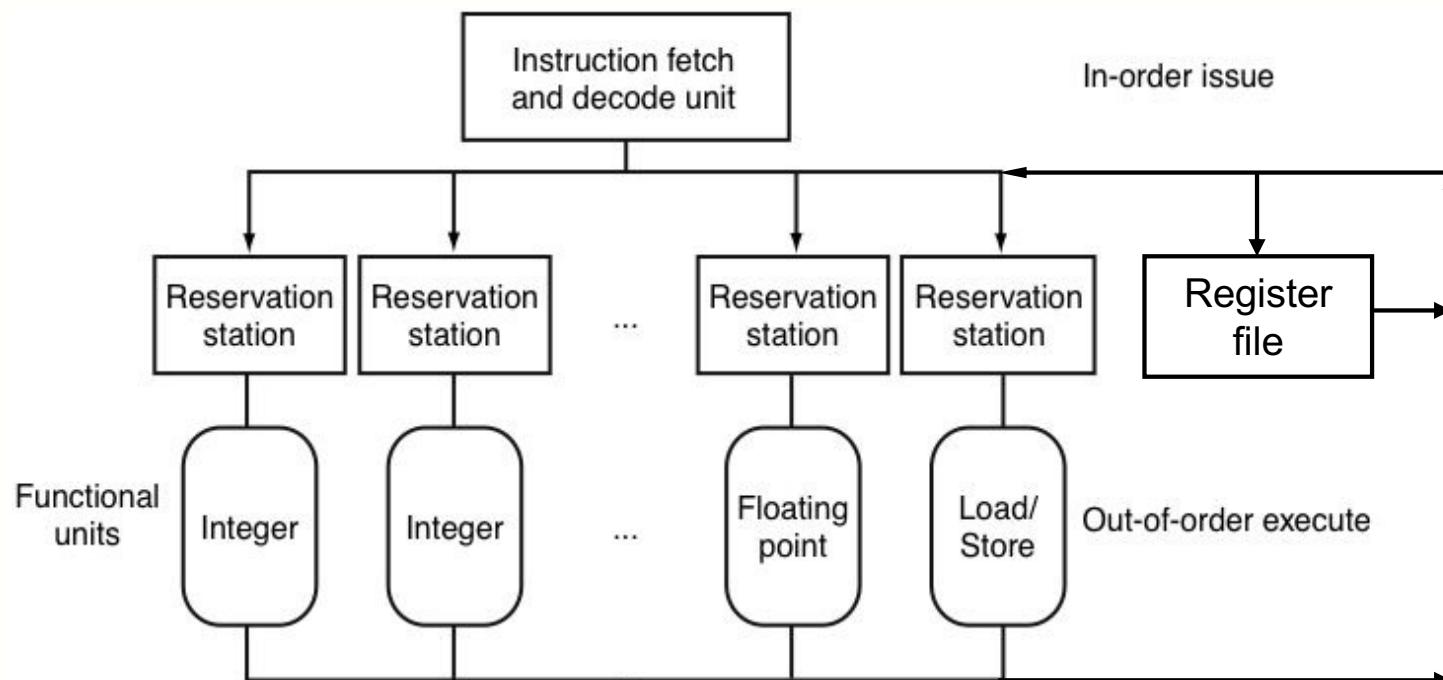 Instruction fetch
and decode unit
In-order issue
Reservation
station
Reservation
station
...
Reservation
station
Reservation
station
Register
file
Functional
units
Integer
Integer
...
Floating
point
Load/
Store
Out-of-order execute